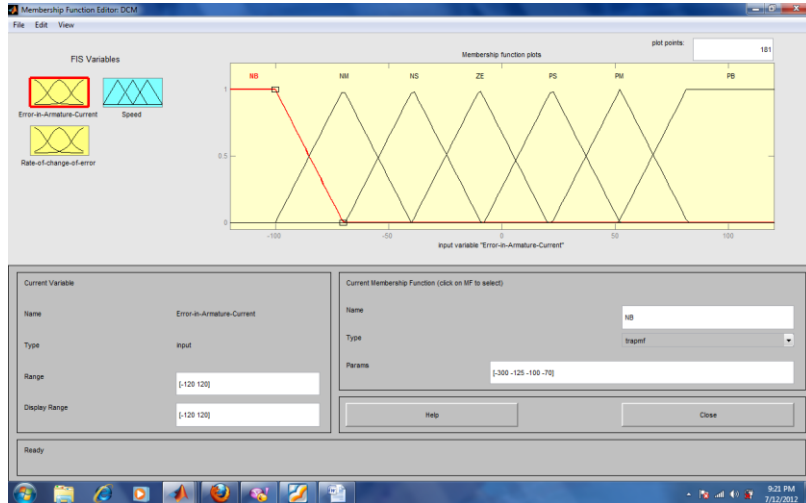 Membership Function Editor: DCM
File Edit View
FIS Variables
Error-in-Armature-Current
Speed
Rate-of-change-of-error
plot points:
181
Membership function plots
NB NM NS ZE PS PM PB
1
0.5
0
-100 -50 0 50 100
input variable "Error-in-Armature-Current"
Current Variable
Name Error-in-Armature-Current
Type input
Range [-120 120]
Display Range [-120 120]
Current Membership Function (click on MF to select)
Name NB
Type trapmf
Params [-300 -125 -100 -70]
Help Close
Ready
9:21 PM
7/12/2012